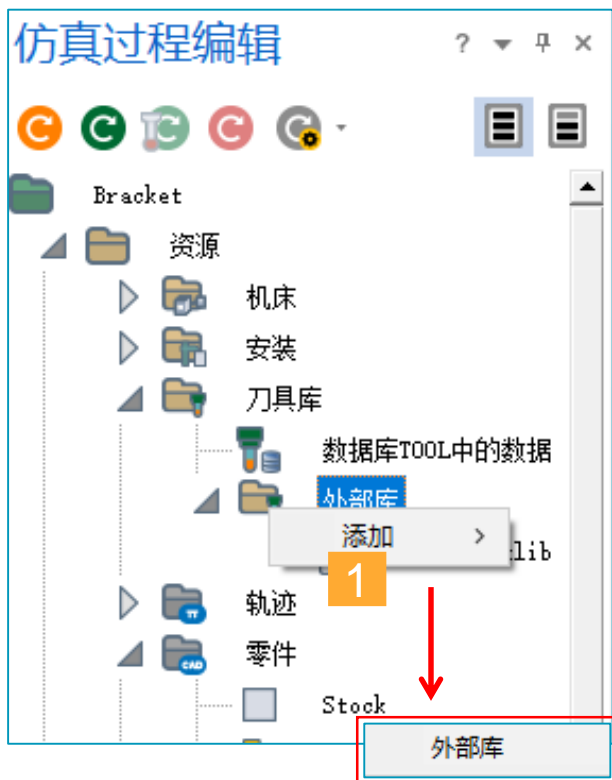 仿真过程编辑
Bracket
资源
机床
安装
刀具库
数据库TOOL中的数据
外部库
添加
lib
1
轨迹
零件
CAD
Stock
外部库